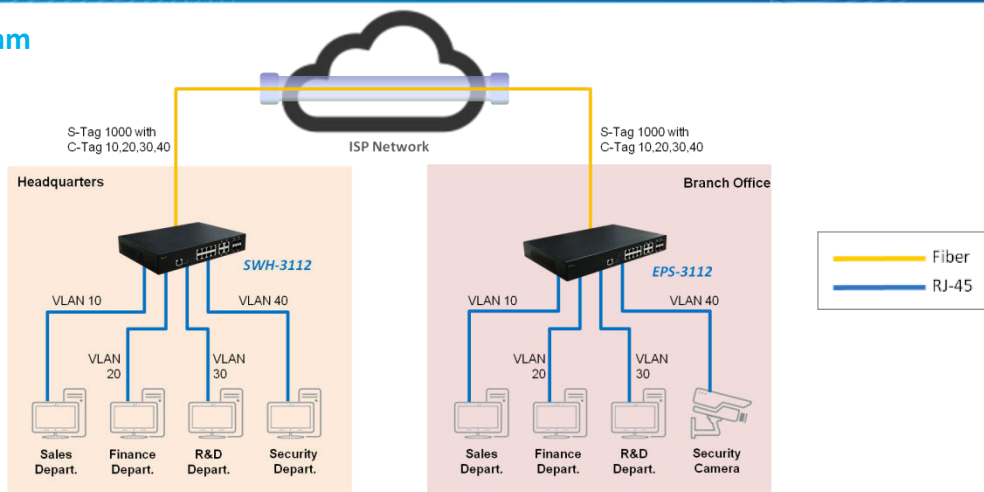 S-Tag 1000 with
C-Tag 10,20,30,40
ISP Network
S-Tag 1000 with
C-Tag 10,20,30,40
Headquarters
SWH-3112
VLAN 10
VLAN 40
VLAN
20
VLAN
30
Sales
Depart.
Finance
Depart.
R&D
Depart.
Security
Depart.
Branch Office
EPS-3112
VLAN 10
VLAN 40
VLAN
20
VLAN
30
Sales
Depart.
Finance
Depart.
R&D
Depart.
Security
Camera
Fiber
RJ-45